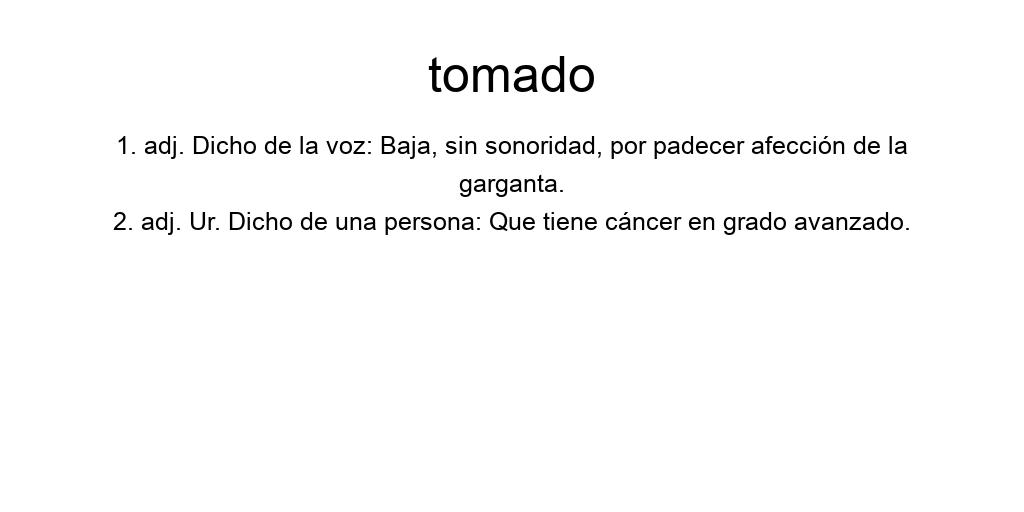 tomado
1. adj. Dicho de la voz: Baja, sin sonoridad, por padecer afección de la
garganta.
2. adj. Ur. Dicho de una persona: Que tiene cáncer en grado avanzado.